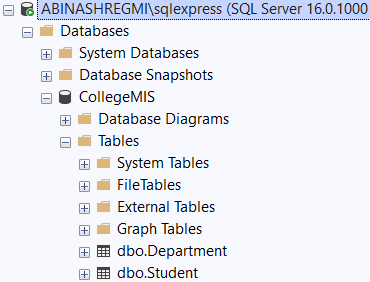 ABINASHREGMI\sqlexpress (SQL Server 16.0.1000
Databases
System Databases
Database Snapshots
CollegeMIS
Database Diagrams
Tables
System Tables
FileTables
External Tables
Graph Tables
dbo.Department
dbo.Student